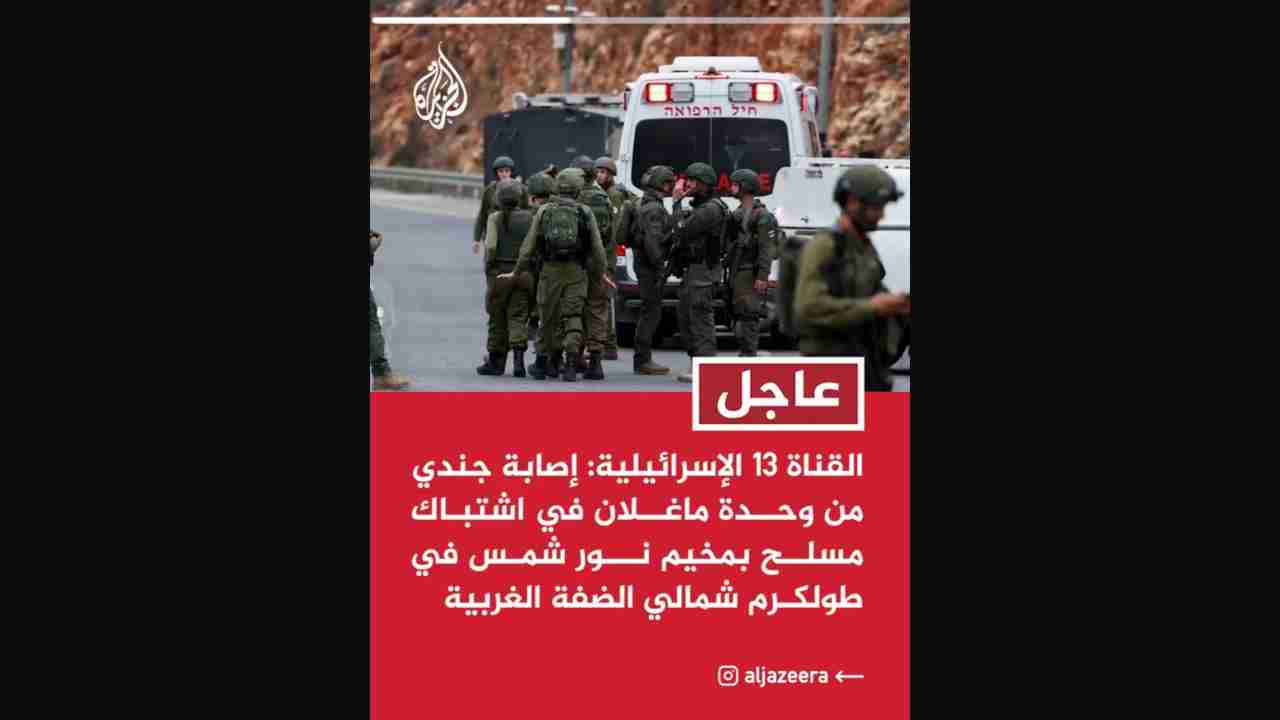 الجزيرة
חיל הרפואה
عاجل
القناة 13 الإسرائيلية: إصابة جندي
من وحدة ماغلان في اشتباك
مسلح بمخيم نور شمس في
طولكرم شمالي الضفة الغربية
aljazeera